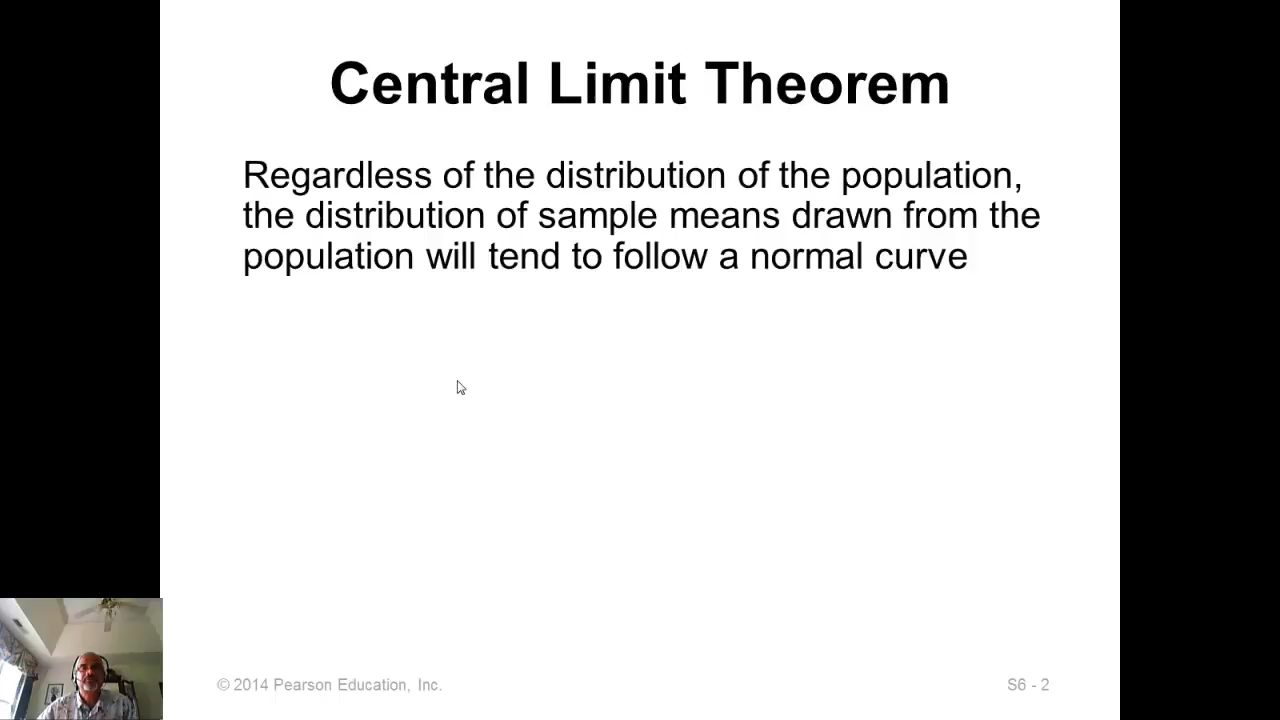 Central Limit Theorem
Regardless of the distribution of the population,
the distribution of sample means drawn from the
population will tend to follow a normal curve
© 2014 Pearson Education, Inc.
S6 - 2